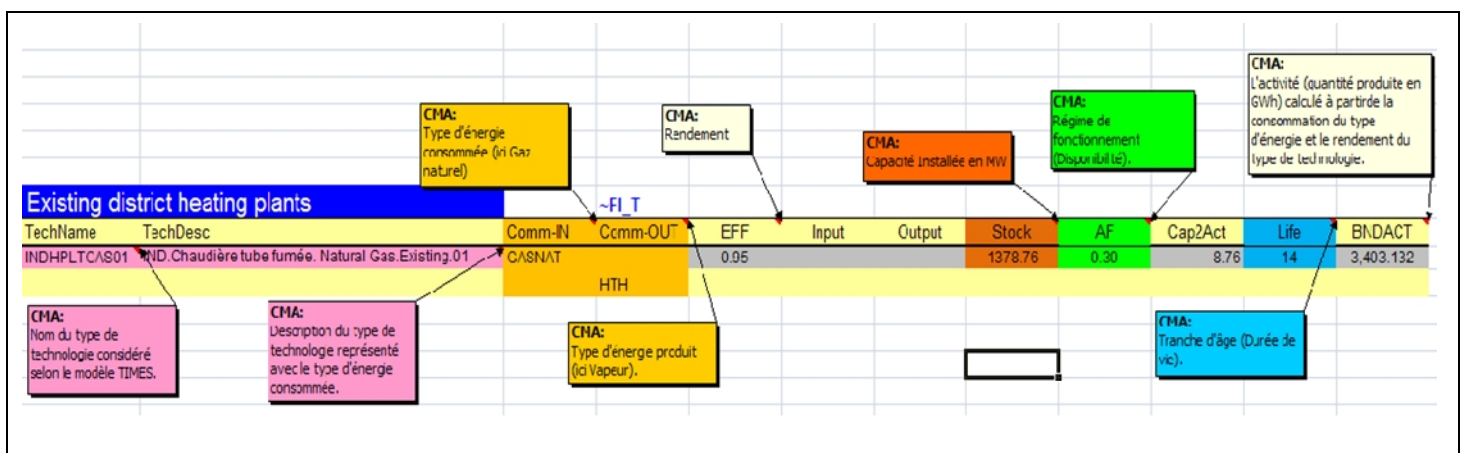 CMA:
L'activité (quantité produite en
GWh) calculé à partirde la
consommation du type
d'énergie et le rendement du
type de technologie.
CMA:
Type d'énergie
consommée (ici Gaz
naturel)
CMA:
Rendement
CMA:
Capacité Installée en MW
CMA:
Régime de
fonctionnement
(Disponibilté).
Existing district heating plants
~FI_T
TechName TechDesc Comm-IN Comm-OUT EFF Input Output Stock AF Cap2Act Life BNDACT
INDHPLTGAS01 IND.Chaudière tube fumée. Natural Gas.Existing.01 GASNAT 0.95 1378.76 0.30 8.76 14 3,403.132
HTH
CMA:
Nom du type de
technologie considéré
selon le modèle TIMES.
CMA:
Description du type de
technologe représenté
avec le type d'énergie
consommée.
CMA:
Type d'énerge produit
(ici Vapeur).
CMA:
Tranche d'âge (Durée de
vie).